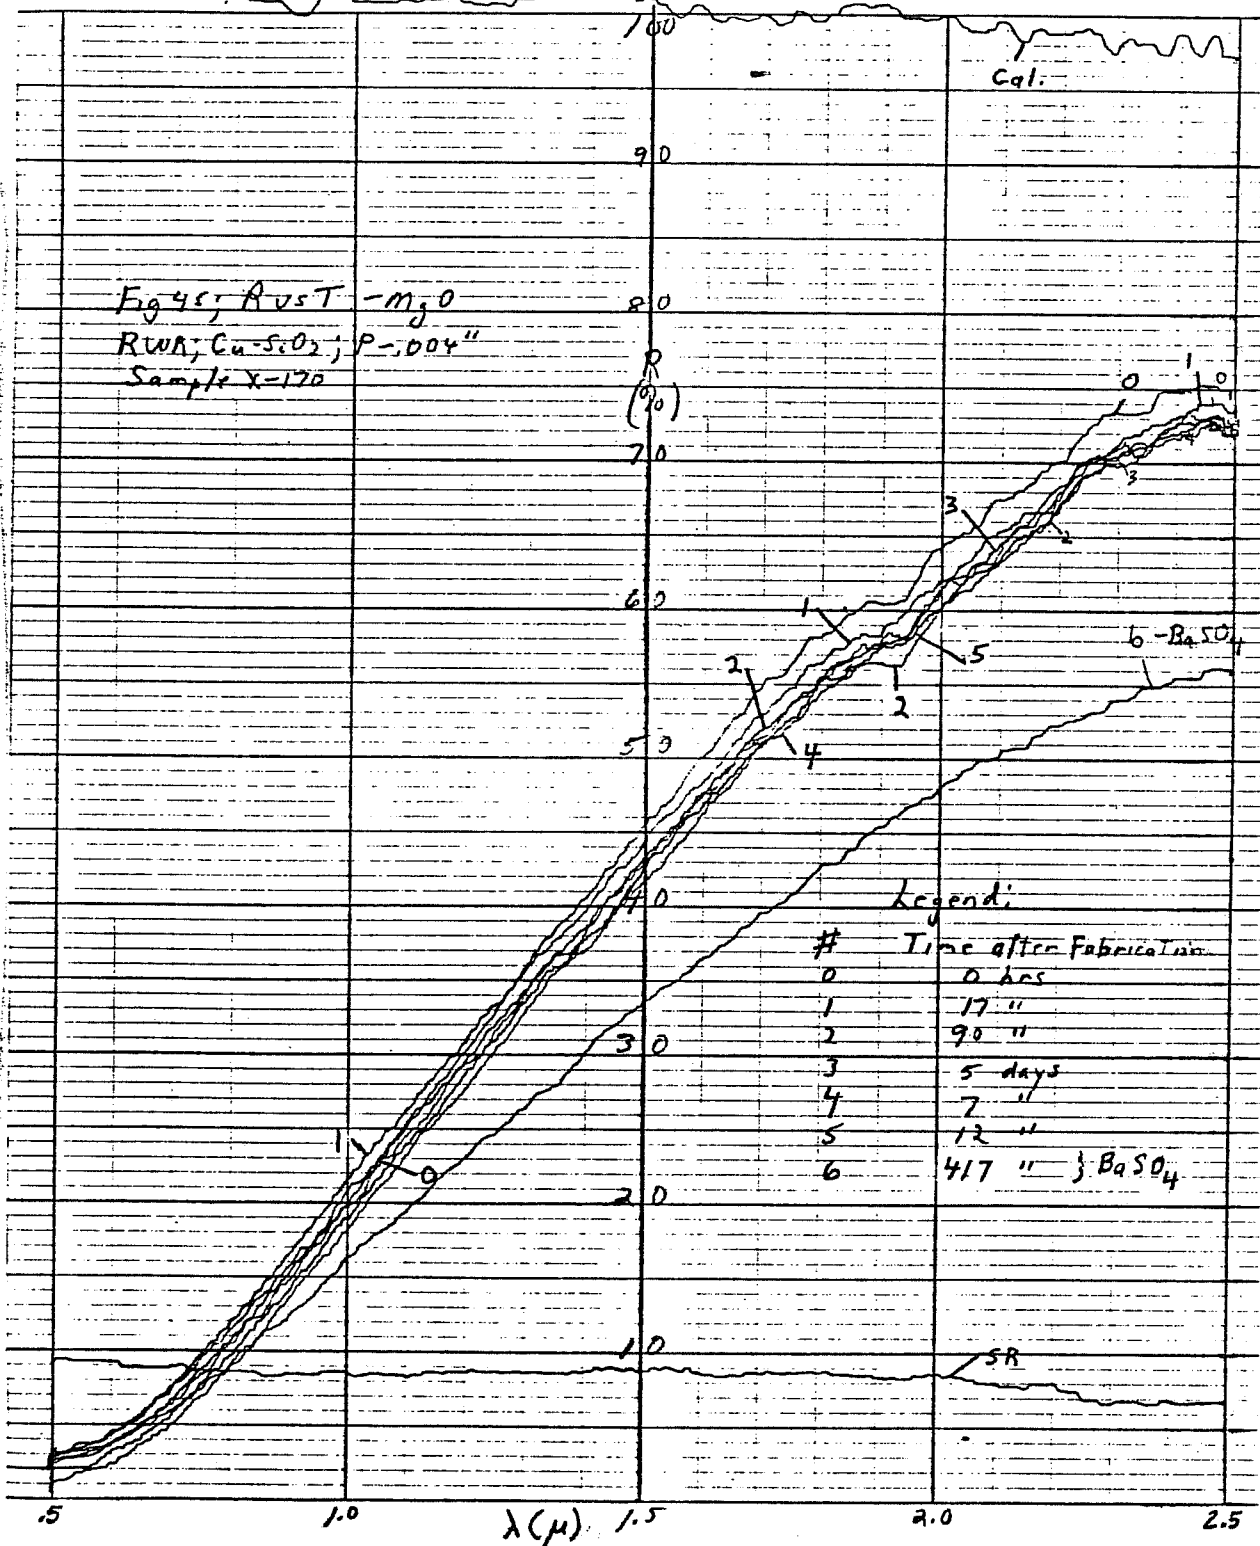 100
Cal.
90
Fig 45; R vs T - MgO
RWR; Cu-SiO2; P-.004"
Sample X-170
80
R
(%)
70
60
50
40
30
20
10
0
1
0
3
3
2
1
2
5
2
4
6-BaSO4
1
0
Legend:
# Time after Fabrication
0 0 hrs
1 17 "
2 90 "
3 5 days
4 7 "
5 12 "
6 417 " ; BaSO4
SR
.5 1.0 λ(μ) 1.5 2.0 2.5